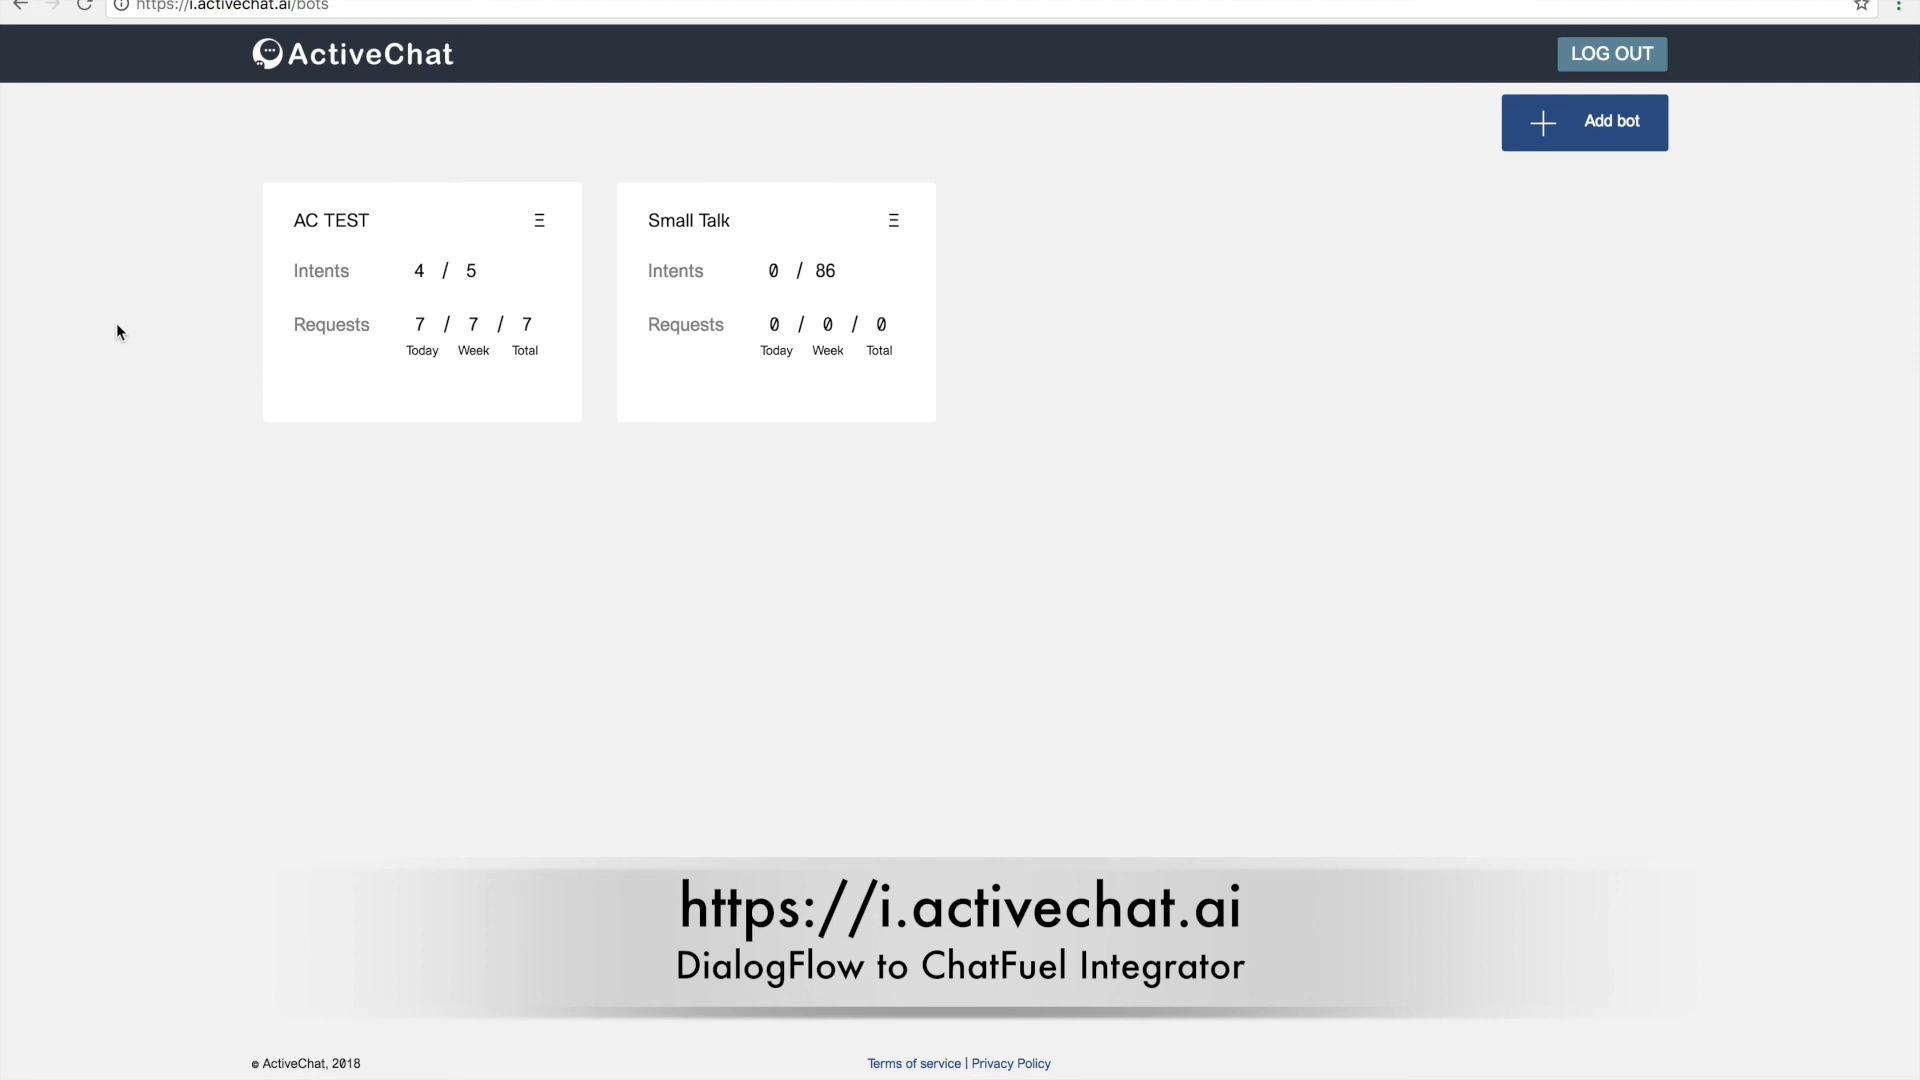 https://i.activechat.ai/bots
ActiveChat
LOG OUT
Add bot
AC TEST
Intents 4 / 5
Requests 7 / 7 / 7
Today Week Total
Small Talk
Intents 0 / 86
Requests 0 / 0 / 0
Today Week Total
https://i.activechat.ai
DialogFlow to ChatFuel Integrator
© ActiveChat, 2018
Terms of service | Privacy Policy